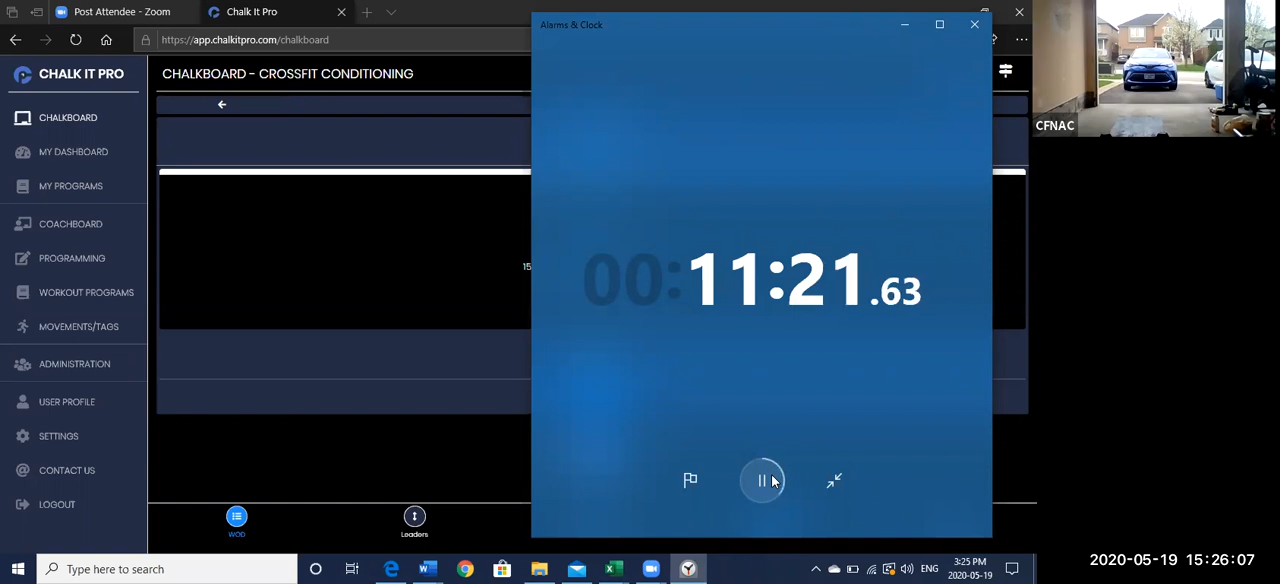 Post Attendee - Zoom
Chalk It Pro
https://app.chalkitpro.com/chalkboard
Alarms & Clock
CFNAC
CHALK IT PRO
CHALKBOARD - CROSSFIT CONDITIONING
CHALKBOARD
MY DASHBOARD
MY PROGRAMS
COACHBOARD
PROGRAMMING
WORKOUT PROGRAMS
MOVEMENTS/TAGS
ADMINISTRATION
USER PROFILE
SETTINGS
CONTACT US
LOGOUT
15
00:11:21.63
WOD
Leaders
Type here to search
ENG
3:25 PM
2020-05-19
2020-05-19 15:26:07